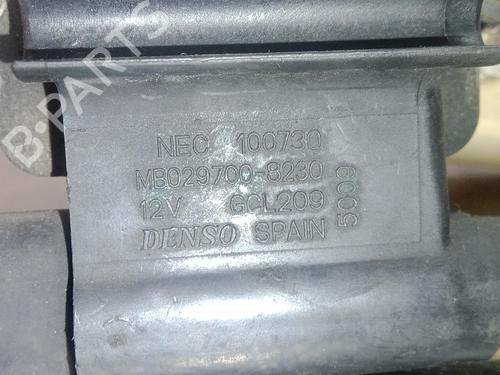 B-PARTS
NEC 100730
MB029700-8230
12V GCL209
DENSO SPAIN
5009